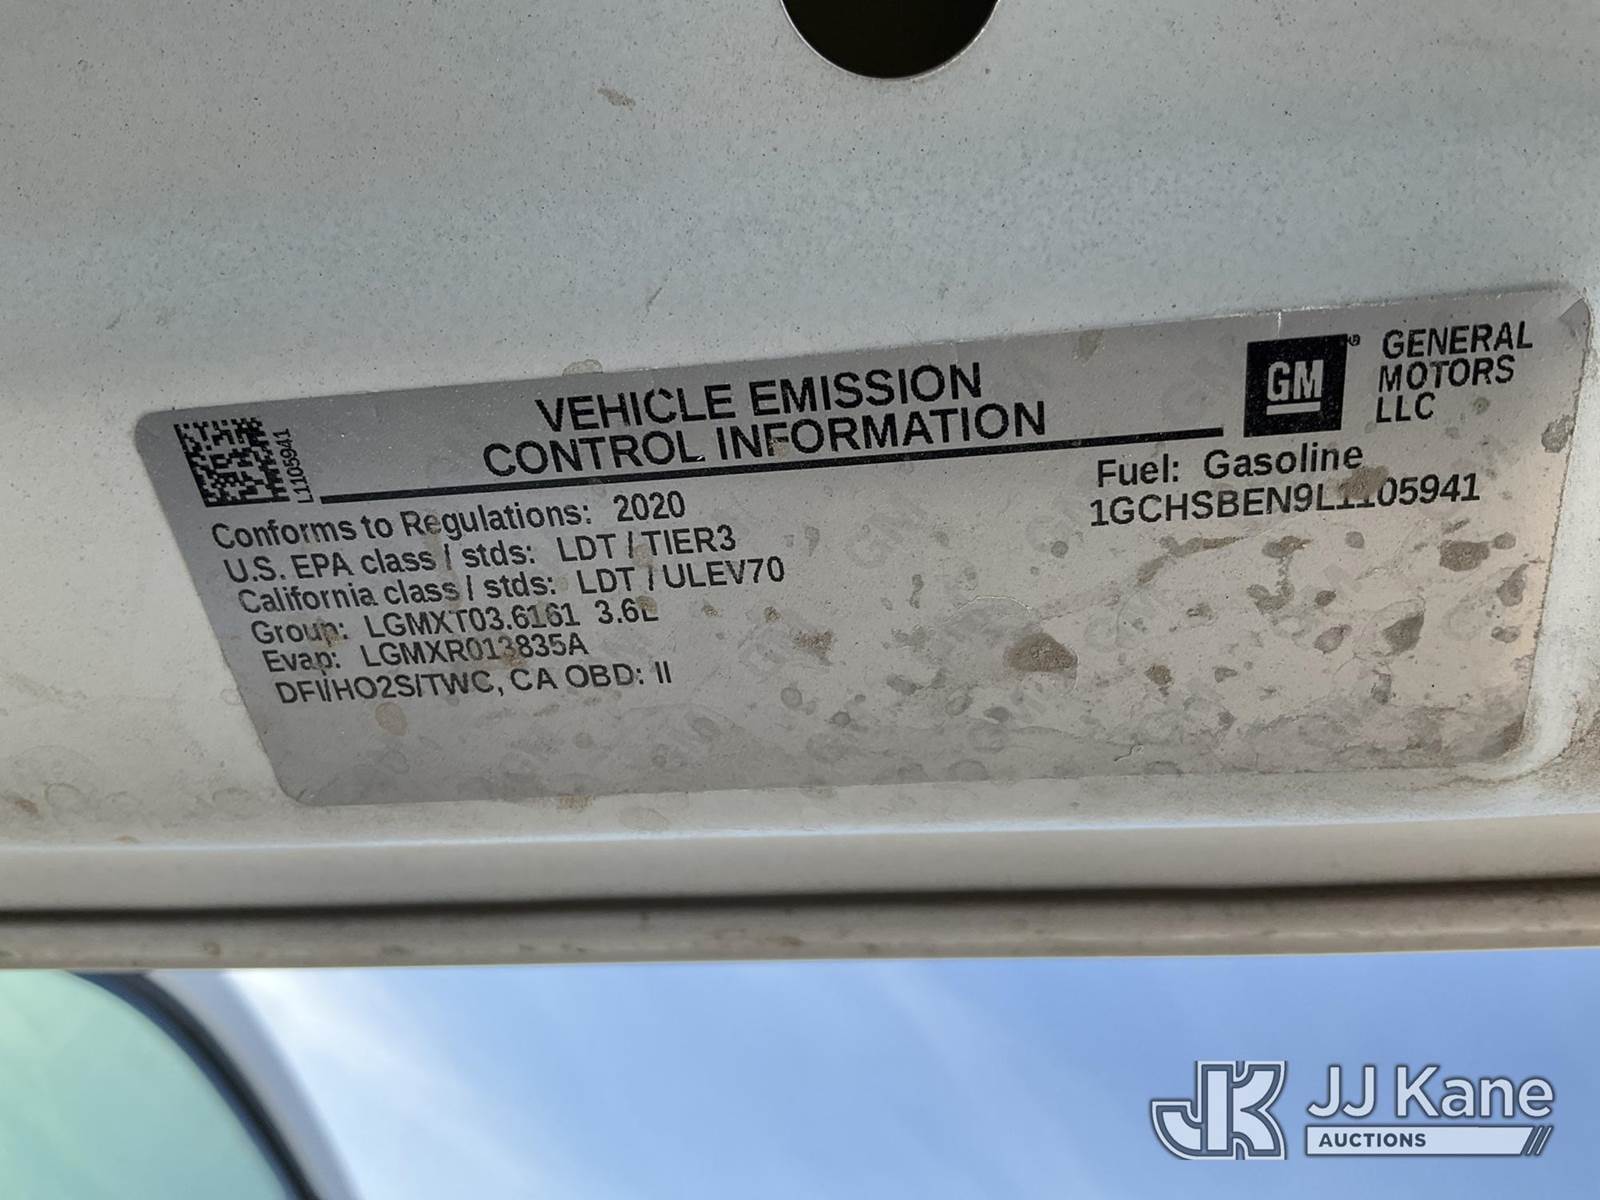 VEHICLE EMISSION
CONTROL INFORMATION
GM
GENERAL
MOTORS
LLC
L1105941
Conforms to Regulations: 2020
U.S. EPA class / stds: LDT / TIER3
California class / stds: LDT / ULEV70
Group: LGMXT03.6161 3.6L
Evap: LGMXR013835A
DFI/HO2S/TWC, CA OBD: II
Fuel: Gasoline
1GCHSBEN9L1105941
JK JJ Kane
AUCTIONS